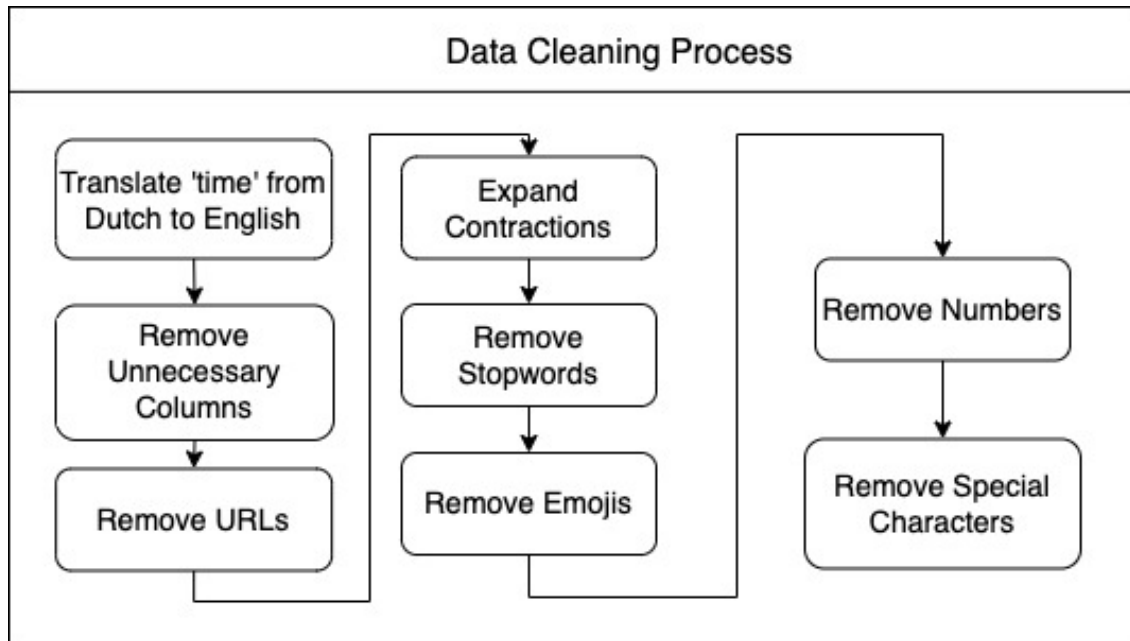 Data Cleaning Process
Translate 'time' from
Dutch to English
Remove
Unnecessary
Columns
Remove URLs
Expand
Contractions
Remove
Stopwords
Remove Emojis
Remove Numbers
Remove Special
Characters